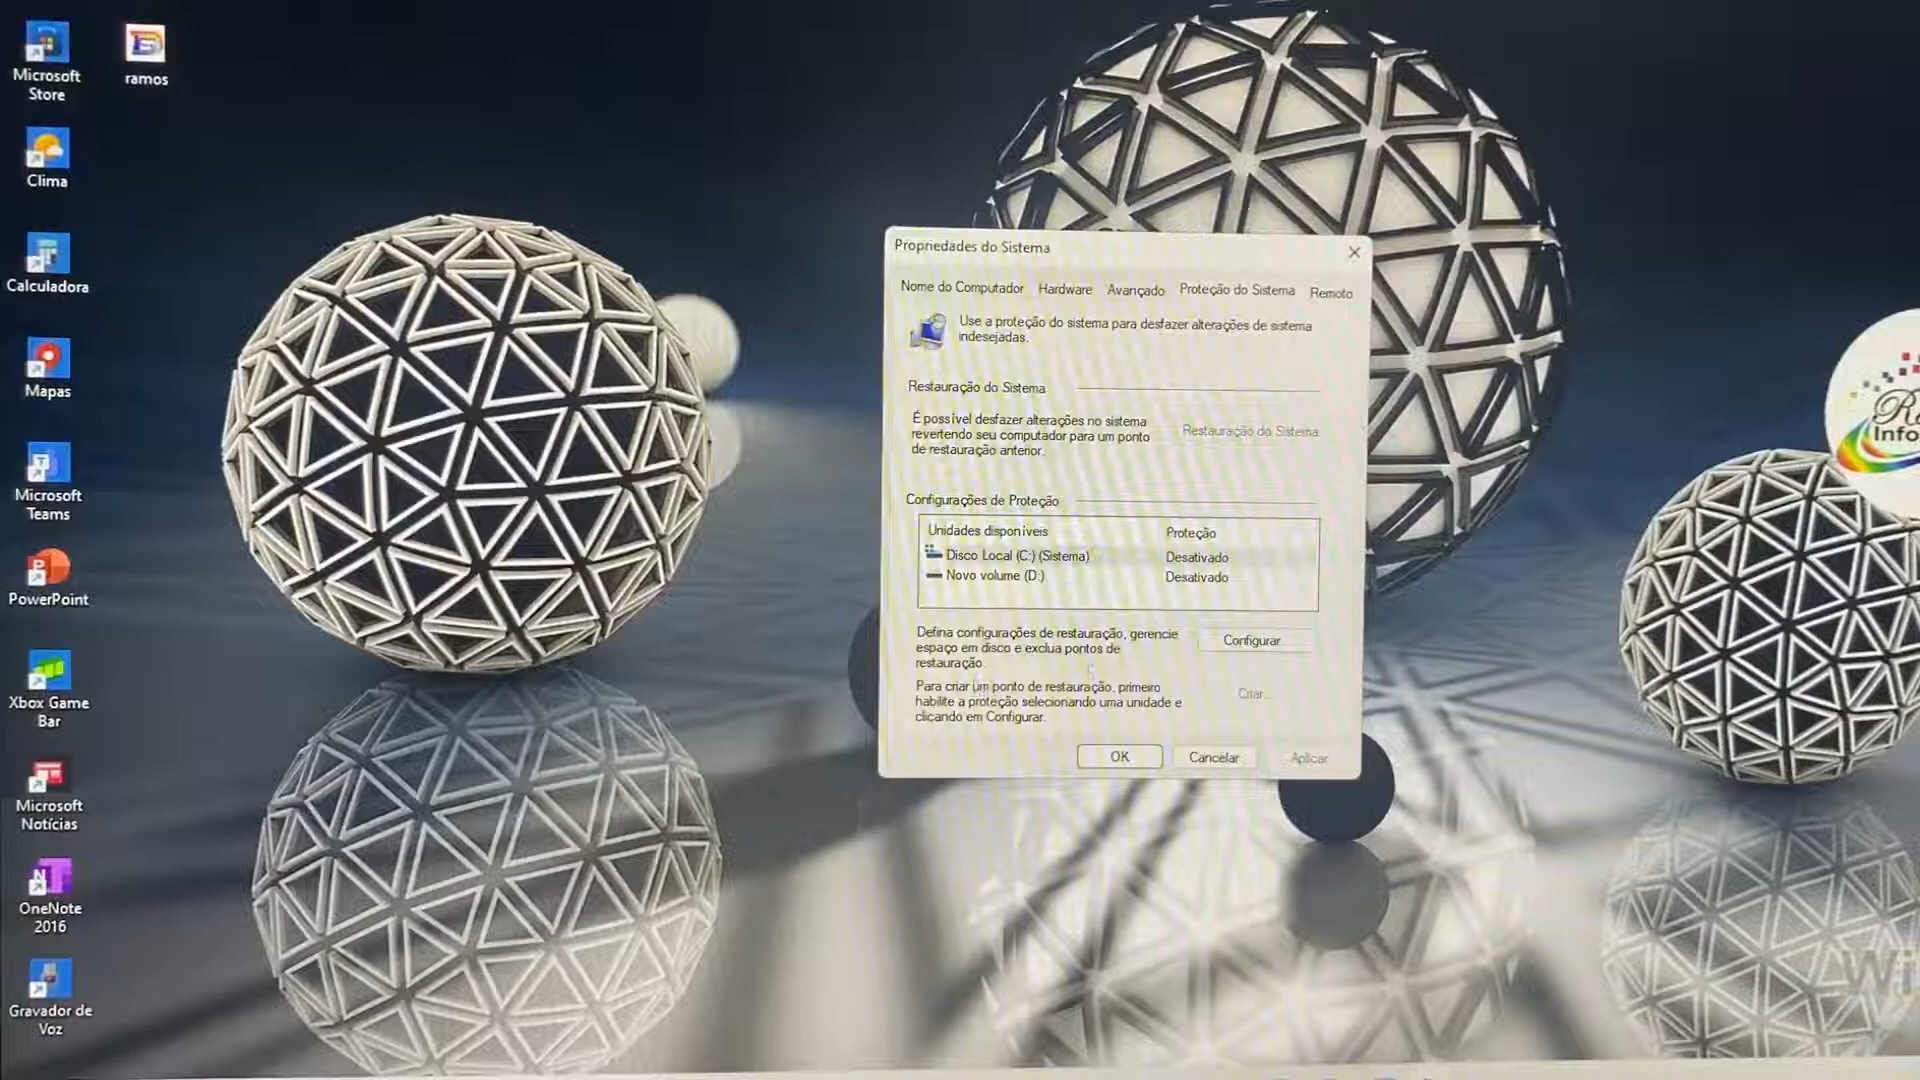 Microsoft
Store
ramos
Clima
Calculadora
Mapas
Microsoft
Teams
PowerPoint
Xbox Game
Bar
Microsoft
Notícias
OneNote
2016
Gravador de
Voz
Propriedades do Sistema
Nome do Computador Hardware Avançado Proteção do Sistema Remoto
Use a proteção do sistema para desfazer alterações de sistema
indesejadas.
Restauração do Sistema
É possível desfazer alterações no sistema
revertendo seu computador para um ponto
de restauração anterior.
Restauração do Sistema
Configurações de Proteção
Unidades disponíveis Proteção
Disco Local (C:) (Sistema) Desativado
Novo volume (D:) Desativado
Defina configurações de restauração, gerencie
espaço em disco e exclua pontos de
restauração.
Configurar...
Para criar um ponto de restauração, primeiro
habilite a proteção selecionando uma unidade e
clicando em Configurar.
Criar...
OK Cancelar Aplicar